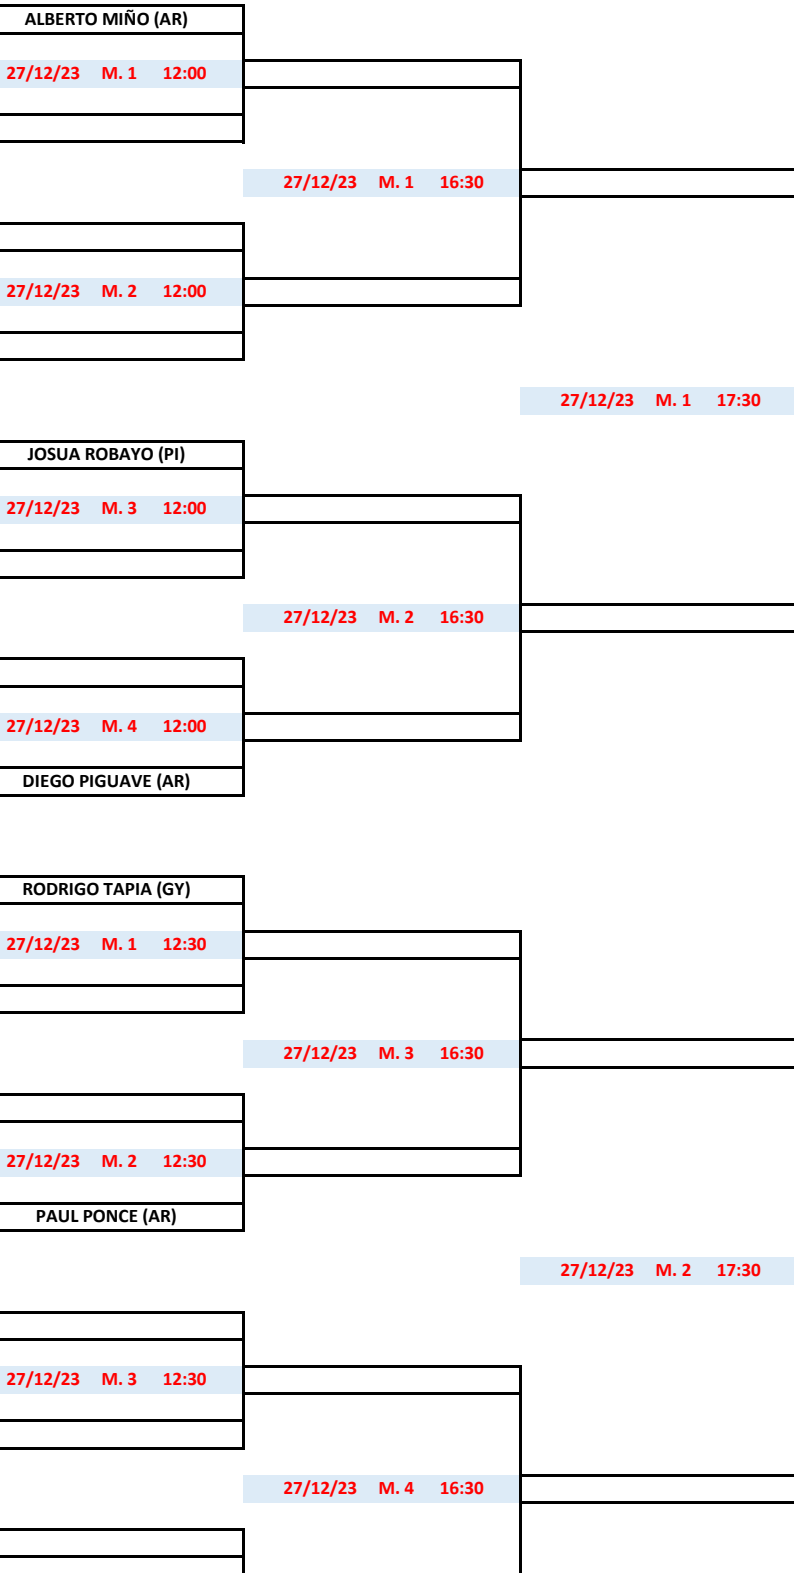 ALBERTO MIÑO (AR)
27/12/23 M. 1 12:00
27/12/23 M. 1 16:30
27/12/23 M. 2 12:00
27/12/23 M. 1 17:30
JOSUA ROBAYO (PI)
27/12/23 M. 3 12:00
27/12/23 M. 2 16:30
27/12/23 M. 4 12:00
DIEGO PIGUAVE (AR)
RODRIGO TAPIA (GY)
27/12/23 M. 1 12:30
27/12/23 M. 3 16:30
27/12/23 M. 2 12:30
PAUL PONCE (AR)
27/12/23 M. 2 17:30
27/12/23 M. 3 12:30
27/12/23 M. 4 16:30